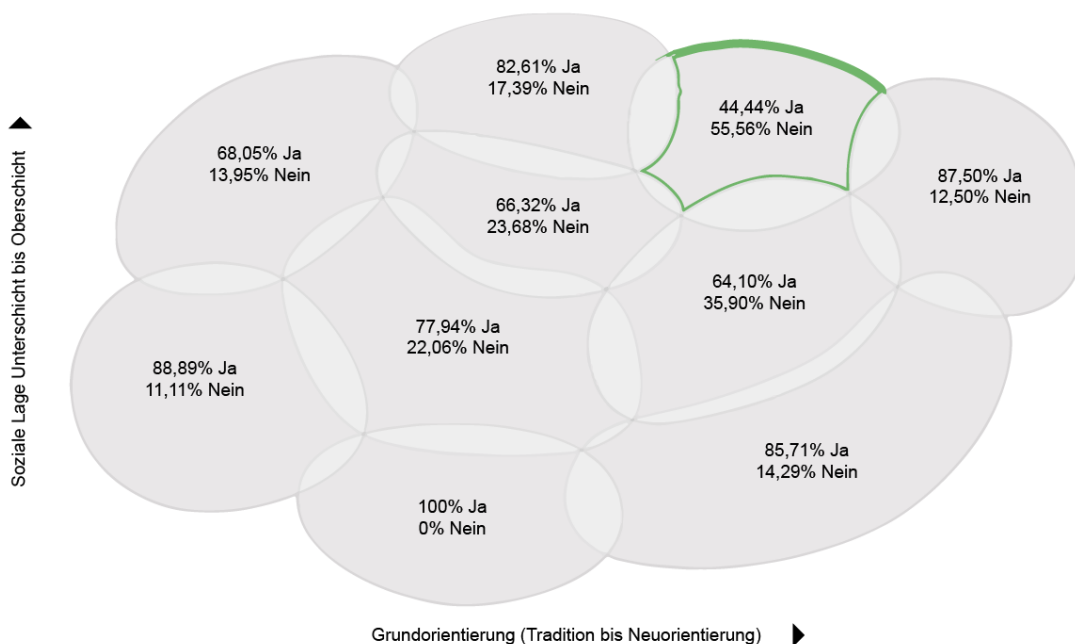 82,61% Ja
17,39% Nein
44,44% Ja
55,56% Nein
68,05% Ja
13,95% Nein
87,50% Ja
12,50% Nein
66,32% Ja
23,68% Nein
64,10% Ja
35,90% Nein
77,94% Ja
22,06% Nein
88,89% Ja
11,11% Nein
85,71% Ja
14,29% Nein
100% Ja
0% Nein
Soziale Lage Unterschicht bis Oberschicht
Grundorientierung (Tradition bis Neuorientierung)